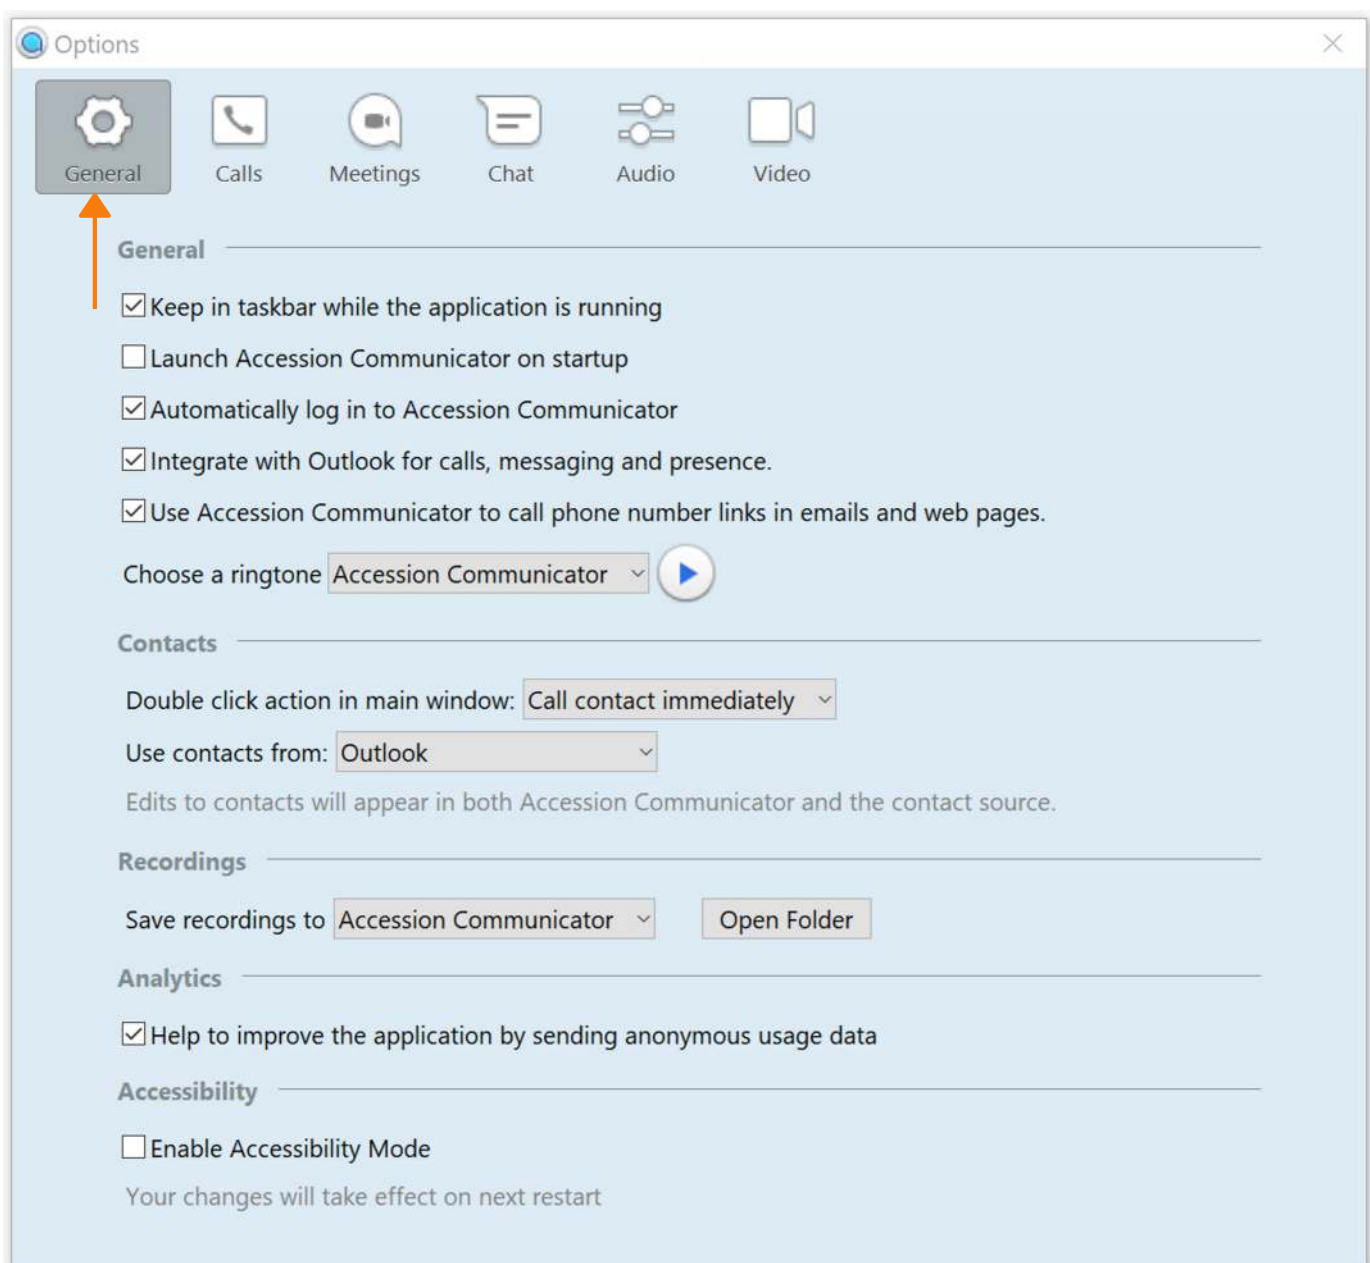 Options
General Calls Meetings Chat Audio Video
General
Keep in taskbar while the application is running
Launch Accession Communicator on startup
Automatically log in to Accession Communicator
Integrate with Outlook for calls, messaging and presence.
Use Accession Communicator to call phone number links in emails and web pages.
Choose a ringtone Accession Communicator
Contacts
Double click action in main window: Call contact immediately
Use contacts from: Outlook
Edits to contacts will appear in both Accession Communicator and the contact source.
Recordings
Save recordings to Accession Communicator Open Folder
Analytics
Help to improve the application by sending anonymous usage data
Accessibility
Enable Accessibility Mode
Your changes will take effect on next restart